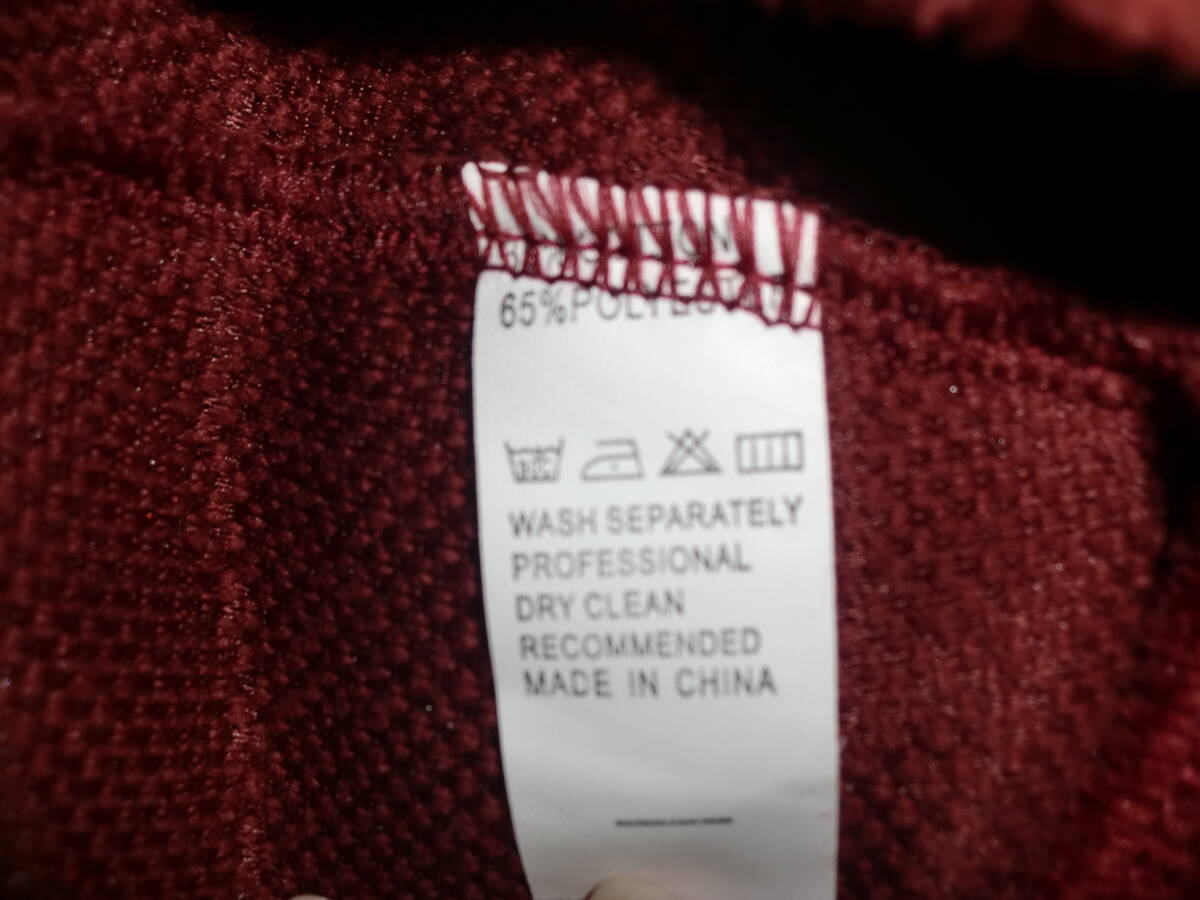 65%POLYESTER
WASH SEPARATELY
PROFESSIONAL
DRY CLEAN
RECOMMENDED
MADE IN CHINA